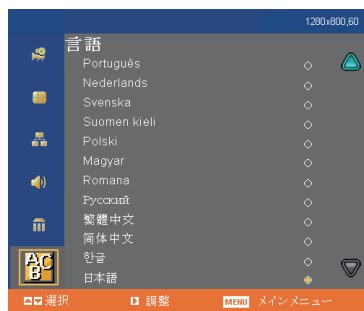 1280x800,60
言語
Português
Nederlands
Svenska
Suomen kieli
Polski
Magyar
Romana
Русский
繁體中文
简体中文
한글
日本語
選択 調整 MENU メインメニュー